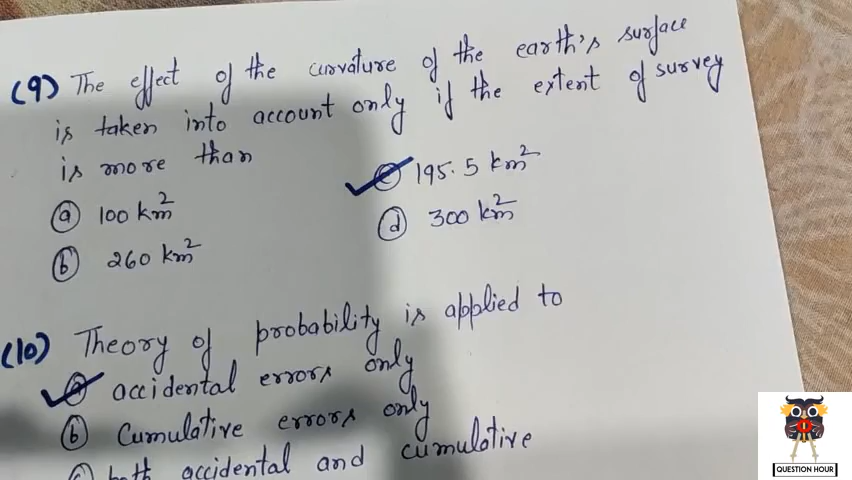 (9) The effect of the curvature of the earth's surface
is taken into account only if the extent of survey
is more than
(a) 100 km²
(c) 195.5 km²
(b) 260 km²
(d) 300 km²
(10) Theory of probability is applied to
(a) accidental errors only
(b) cumulative errors only
(c) both accidental and cumulative
QUESTION HOUR